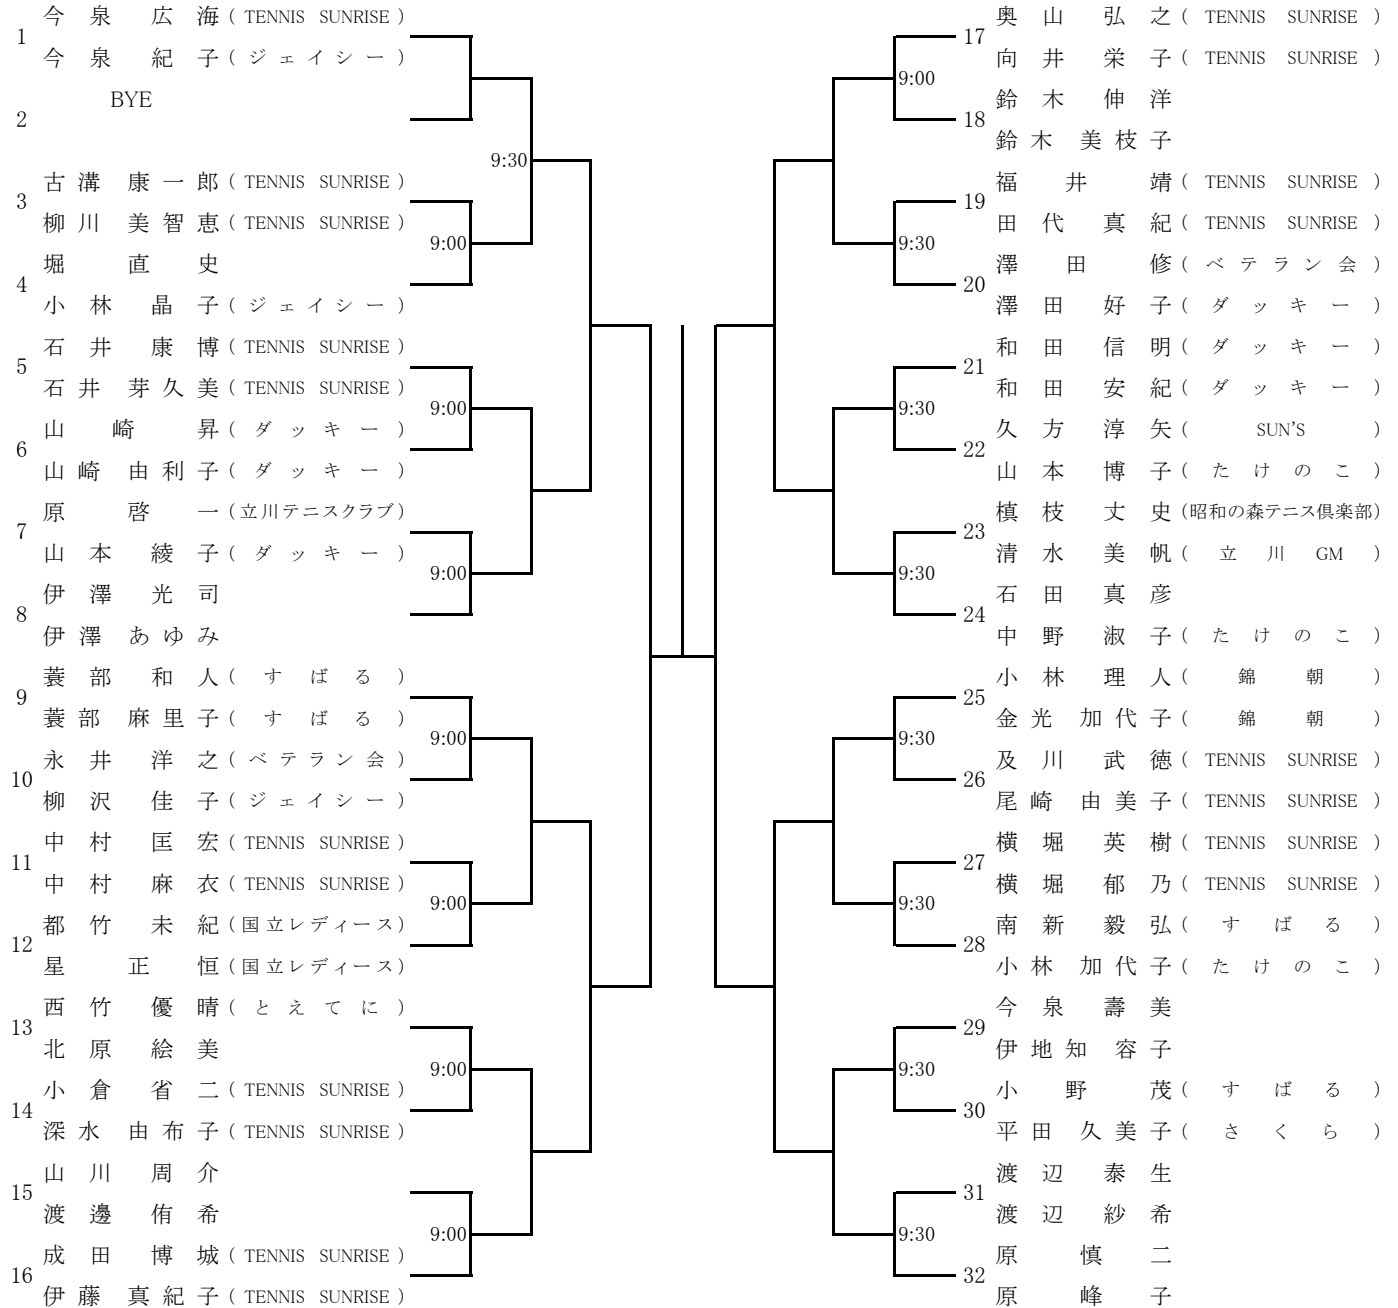 今泉 広海 ( TENNIS SUNRISE )
1
今泉 紀子 ( ジェイシー )
BYE
2
9:30
古溝 康一郎 ( TENNIS SUNRISE )
3
柳川 美智恵 ( TENNIS SUNRISE )
9:00
堀 直史
4
小林 晶子 ( ジェイシー )
石井 康博 ( TENNIS SUNRISE )
5
石井 芽久美 ( TENNIS SUNRISE )
9:00
山崎 昇 ( ダッキー )
6
山崎 由利子 ( ダッキー )
原 啓一 (立川テニスクラブ)
7
山本 綾子 ( ダッキー )
9:00
伊澤 光司
8
伊澤 あゆみ
蓑部 和人 ( すばる )
9
蓑部 麻里子 ( すばる )
9:00
永井 洋之 ( ベテラン会 )
10
柳沢 佳子 ( ジェイシー )
中村 匡宏 ( TENNIS SUNRISE )
11
中村 麻衣 ( TENNIS SUNRISE )
9:00
都竹 未紀 (国立レディース)
12
星 正恒 (国立レディース)
西竹 優晴 ( とえてに )
13
北原 絵美
9:00
小倉 省二 ( TENNIS SUNRISE )
14
深水 由布子 ( TENNIS SUNRISE )
山川 周介
15
渡邊 侑希
9:00
成田 博城 ( TENNIS SUNRISE )
16
伊藤 真紀子 ( TENNIS SUNRISE )
奥山 弘之 ( TENNIS SUNRISE )
17
向井 栄子 ( TENNIS SUNRISE )
9:00
鈴木 伸洋
18
鈴木 美枝子
福井 靖 ( TENNIS SUNRISE )
19
田代 真紀 ( TENNIS SUNRISE )
9:30
澤田 修 ( ベテラン会 )
20
澤田 好子 ( ダッキー )
和田 信明 ( ダッキー )
21
和田 安紀 ( ダッキー )
9:30
久方 淳矢 ( SUN'S )
22
山本 博子 ( たけのこ )
槙枝 丈史 (昭和の森テニス倶楽部)
23
清水 美帆 ( 立川 GM )
9:30
石田 真彦
24
中野 淑子 ( たけのこ )
小林 理人 ( 錦朝 )
25
金光 加代子 ( 錦朝 )
9:30
及川 武徳 ( TENNIS SUNRISE )
26
尾崎 由美子 ( TENNIS SUNRISE )
横堀 英樹 ( TENNIS SUNRISE )
27
横堀 郁乃 ( TENNIS SUNRISE )
9:30
南新 毅弘 ( すばる )
28
小林 加代子 ( たけのこ )
今泉 壽美
29
伊地知 容子
9:30
小野 茂 ( すばる )
30
平田 久美子 ( さくら )
渡辺 泰生
31
渡辺 紗希
9:30
原 慎二
32
原 峰子